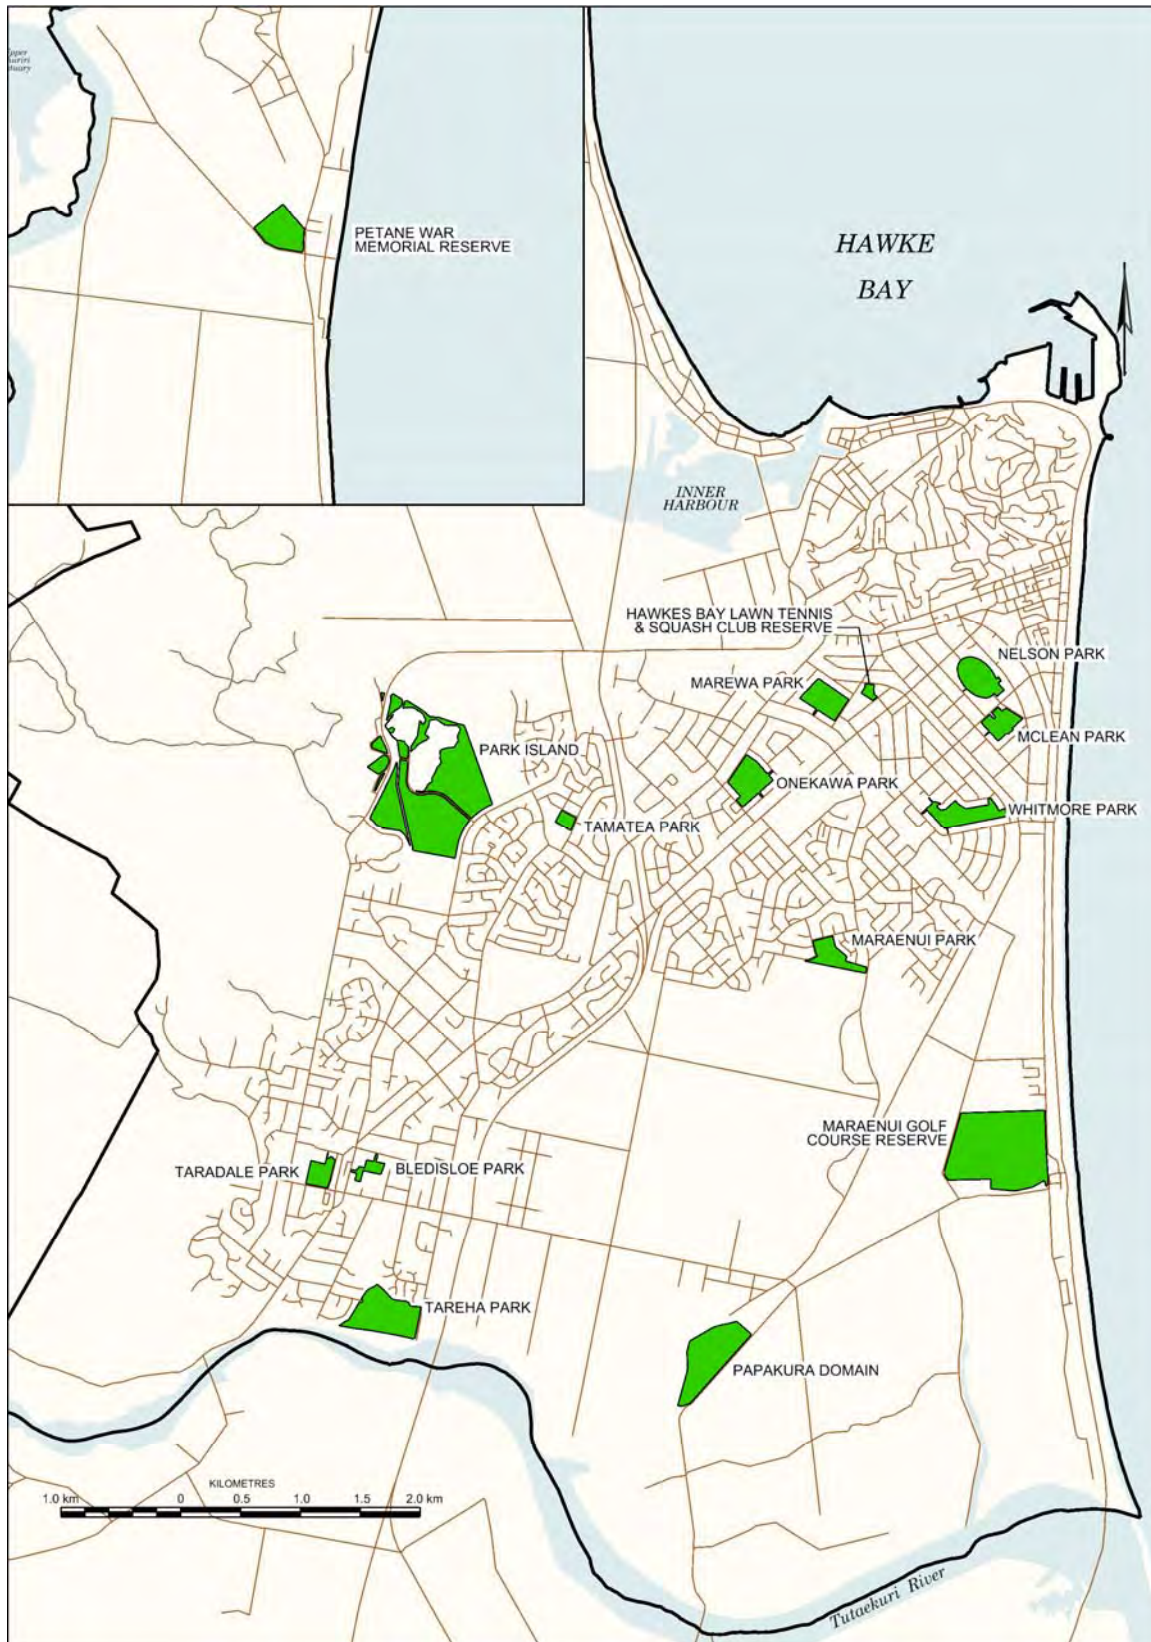 PETANE WAR
MEMORIAL RESERVE
HAWKE
BAY
INNER
HARBOUR
HAWKES BAY LAWN TENNIS
& SQUASH CLUB RESERVE
NELSON PARK
MAREWA PARK
MCLEAN PARK
PARK ISLAND
ONEKAWA PARK
WHITMORE PARK
TAMATEA PARK
MARAENUI PARK
MARAENUI GOLF
COURSE RESERVE
TARADALE PARK
BLEDISLOE PARK
TAREHA PARK
PAPAKURA DOMAIN
KILOMETRES
1.0 km 0 0.5 1.0 1.5 2.0 km
Tutaekuri River